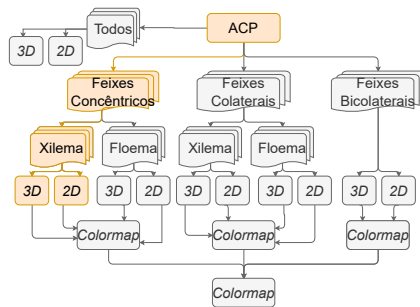 Todos
ACP
3D
2D
Feixes
Concêntricos
Feixes
Colaterais
Feixes
Bicolaterais
Xilema
Floema
Xilema
Floema
3D
2D
3D
2D
3D
2D
3D
2D
3D
2D
Colormap
Colormap
Colormap
Colormap